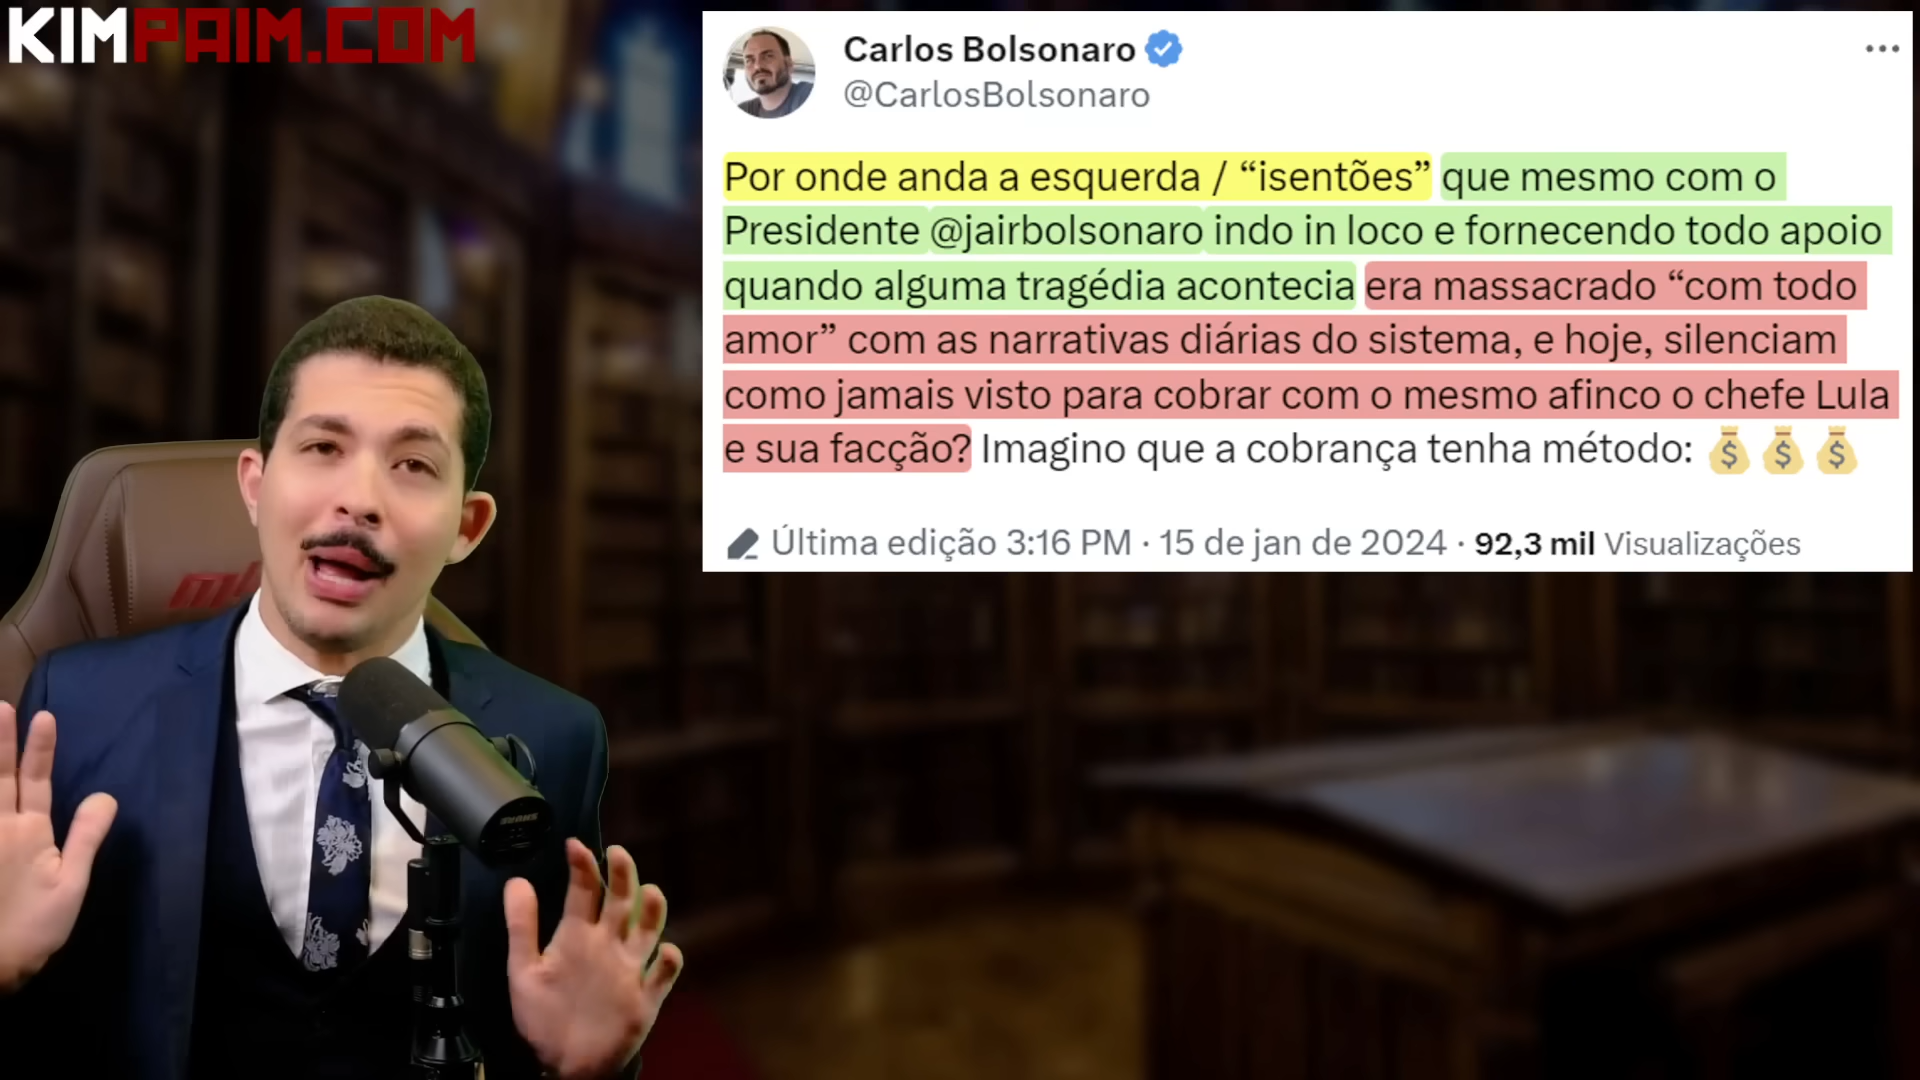 KIMPAIM.COM
Carlos Bolsonaro
@CarlosBolsonaro
Por onde anda a esquerda / “isentões” que mesmo com o
Presidente @jairbolsonaro indo in loco e fornecendo todo apoio
quando alguma tragédia acontecia era massacrado “com todo
amor” com as narrativas diárias do sistema, e hoje, silenciam
como jamais visto para cobrar com o mesmo afinco o chefe Lula
e sua facção? Imagino que a cobrança tenha método: 💰💰💰
Última edição 3:16 PM · 15 de jan de 2024 · 92,3 mil Visualizações
SHURE